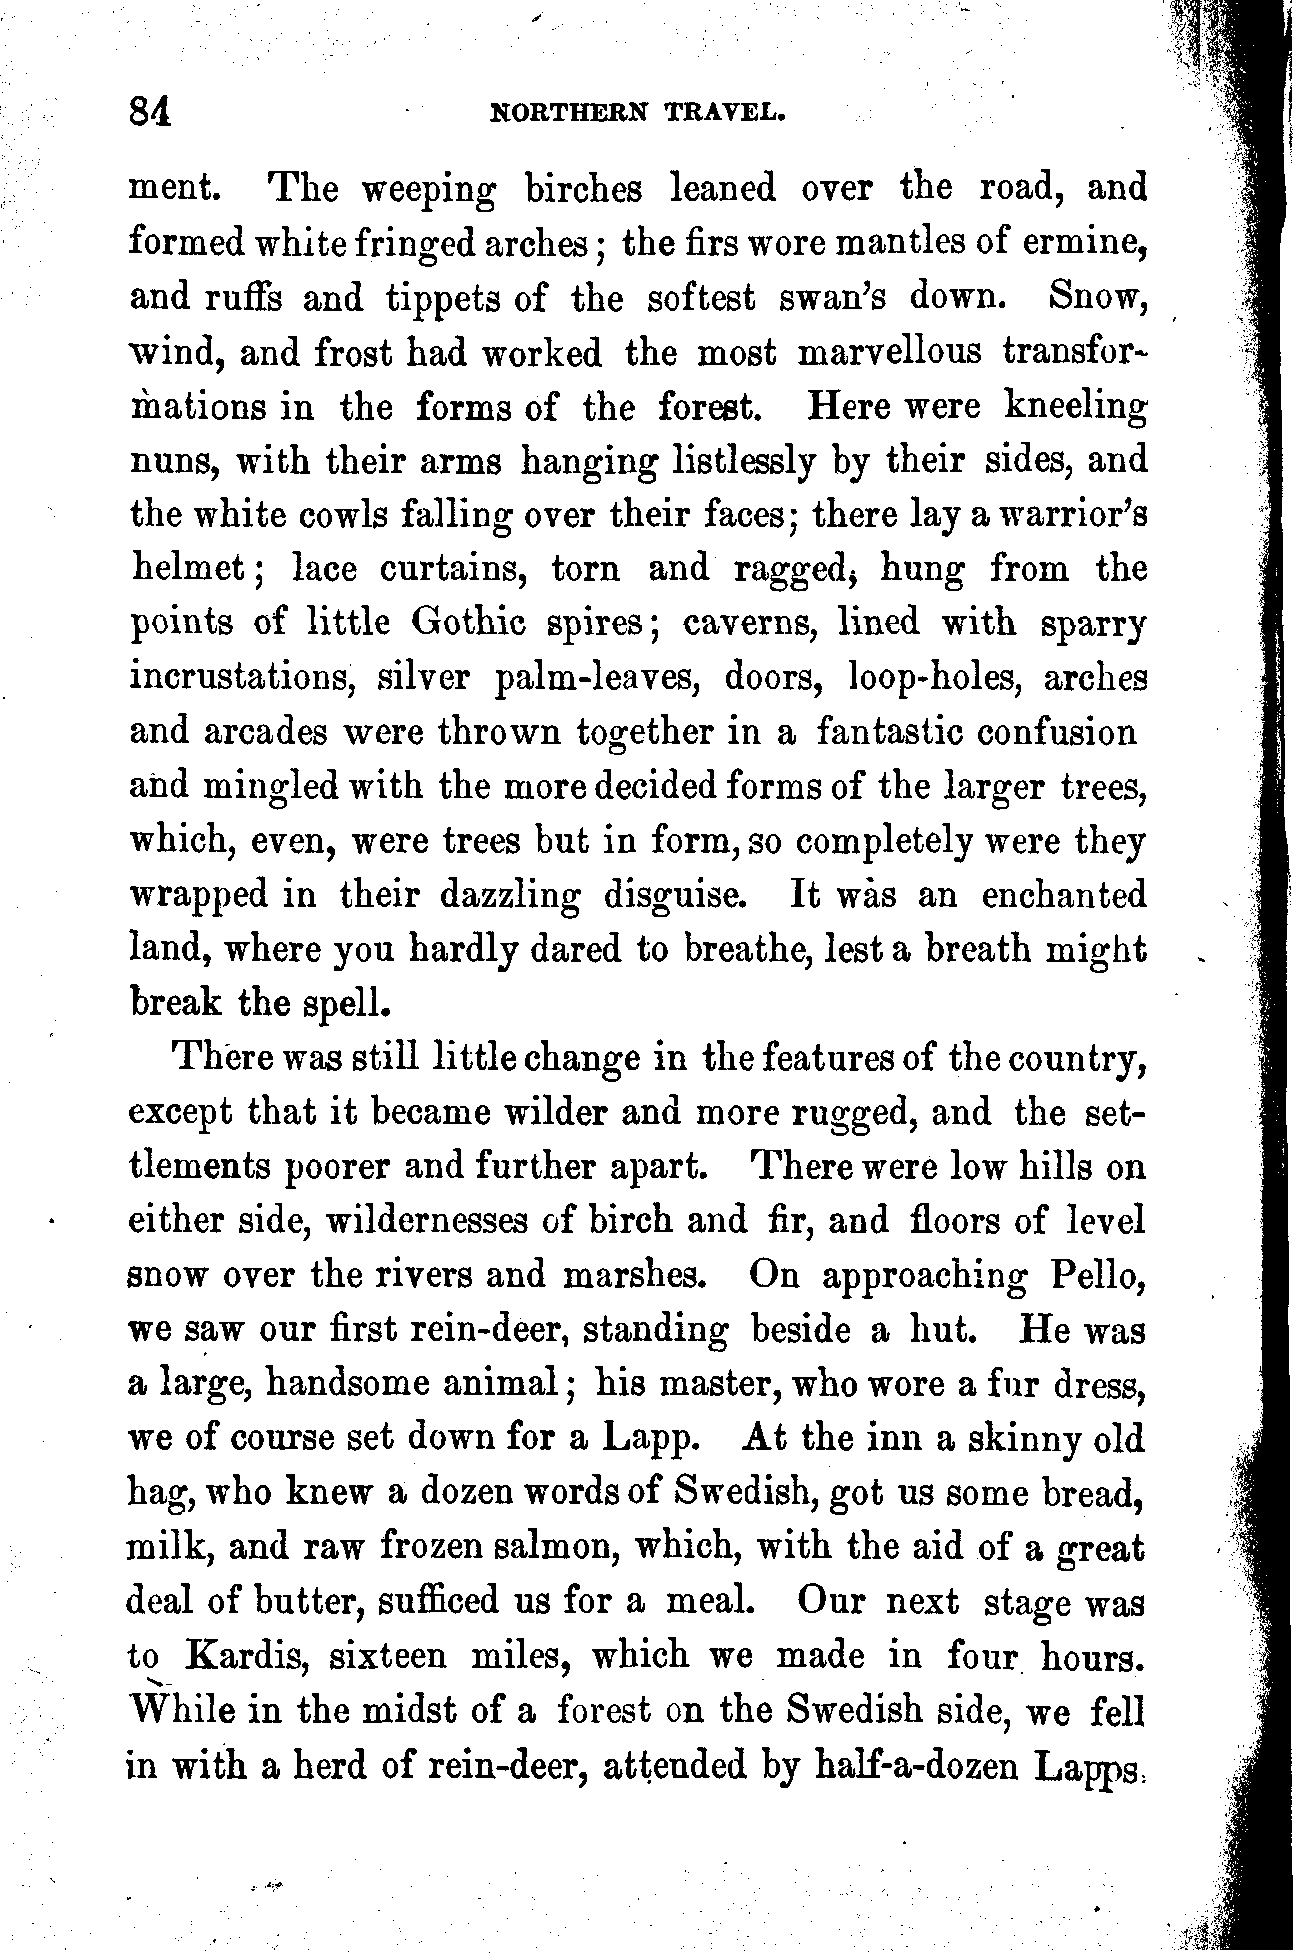 84 NORTHERN TRAVEL.
ment. The weeping birches leaned over the road, and
formed white fringed arches; the firs wore mantles of ermine,
and ruffs and tippets of the softest swan's down. Snow,
wind, and frost had worked the most marvellous transfor-
mations in the forms of the forest. Here were kneeling
nuns, with their arms hanging listlessly by their sides, and
the white cowls falling over their faces; there lay a warrior's
helmet; lace curtains, torn and ragged, hung from the
points of little Gothic spires; caverns, lined with sparry
incrustations, silver palm-leaves, doors, loop-holes, arches
and arcades were thrown together in a fantastic confusion
and mingled with the more decided forms of the larger trees,
which, even, were trees but in form, so completely were they
wrapped in their dazzling disguise. It was an enchanted
land, where you hardly dared to breathe, lest a breath might
break the spell.
There was still little change in the features of the country,
except that it became wilder and more rugged, and the set-
tlements poorer and further apart. There were low hills on
either side, wildernesses of birch and fir, and floors of level
snow over the rivers and marshes. On approaching Pello,
we saw our first rein-deer, standing beside a hut. He was
a large, handsome animal; his master, who wore a fur dress,
we of course set down for a Lapp. At the inn a skinny old
hag, who knew a dozen words of Swedish, got us some bread,
milk, and raw frozen salmon, which, with the aid of a great
deal of butter, sufficed us for a meal. Our next stage was
to Kardis, sixteen miles, which we made in four hours.
While in the midst of a forest on the Swedish side, we fell
in with a herd of rein-deer, attended by half-a-dozen Lapps.